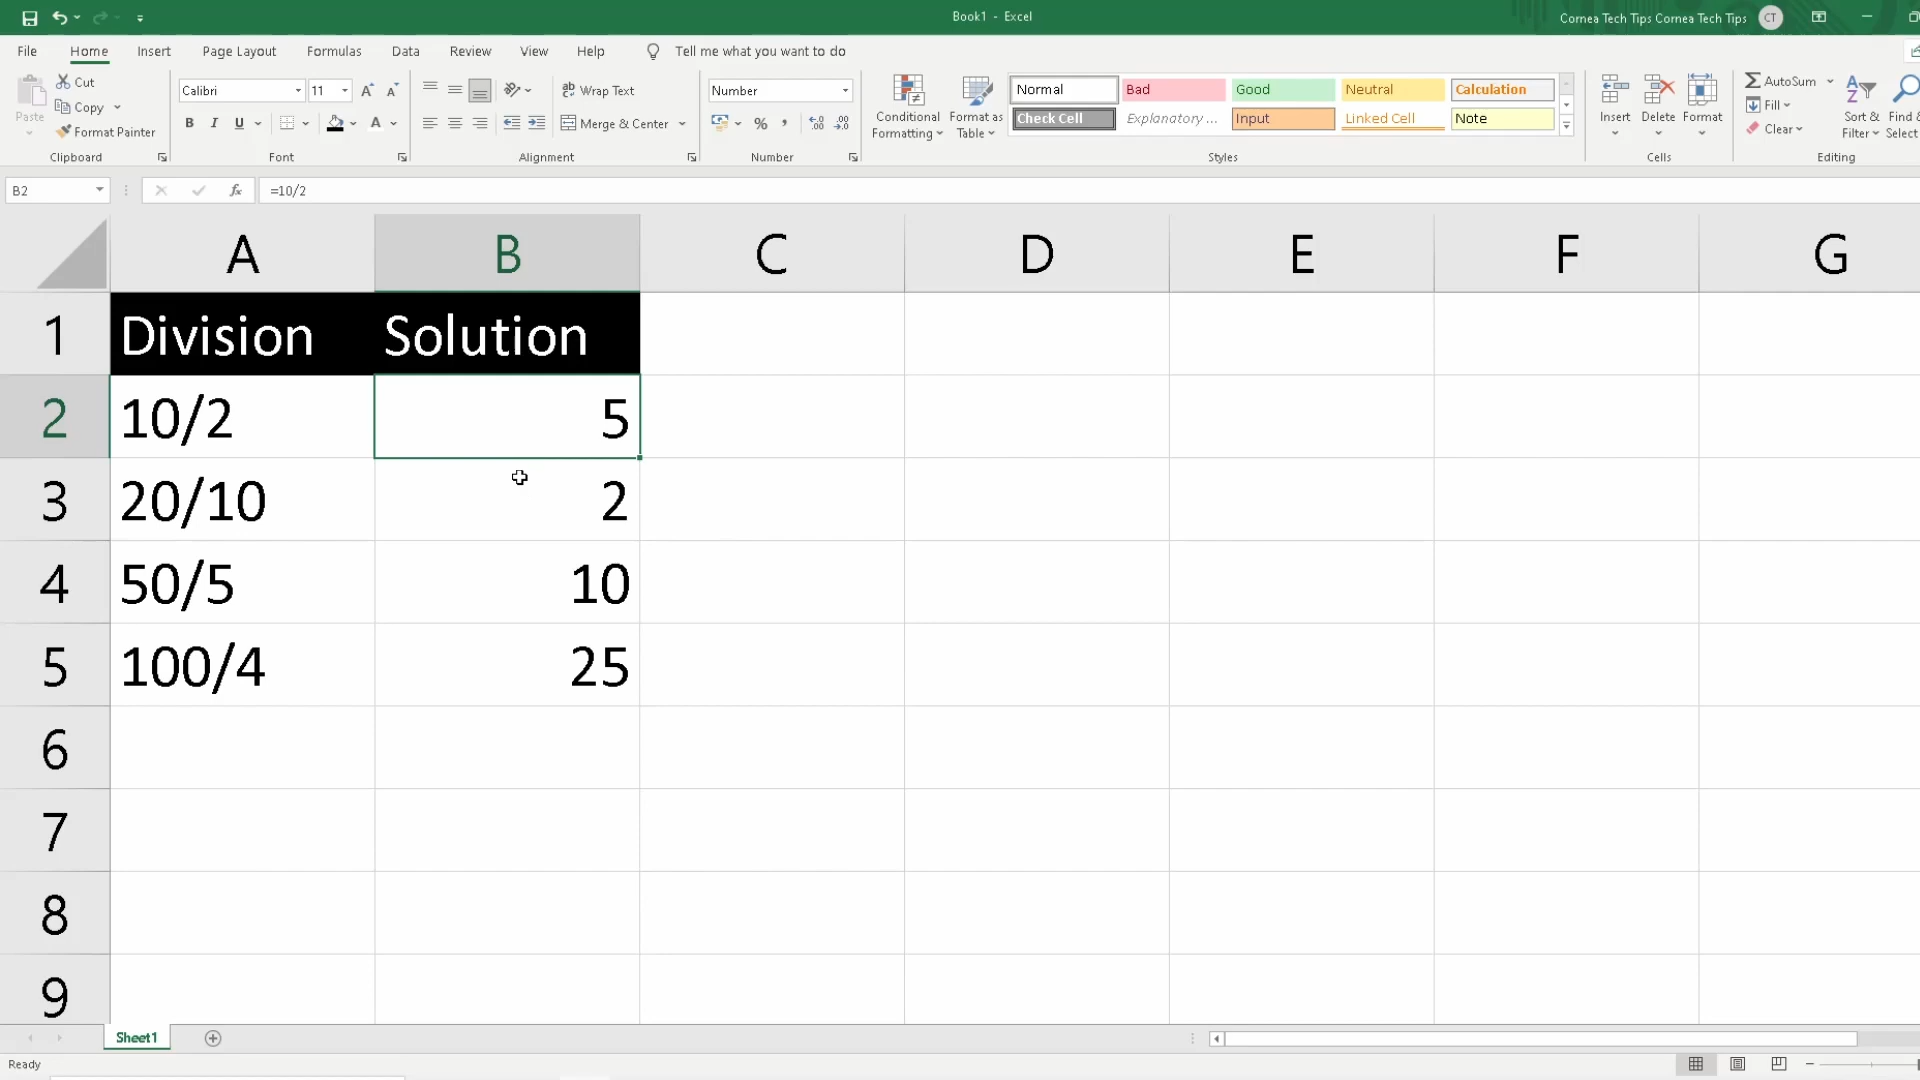 Book1 - Excel
Cornea Tech Tips Cornea Tech Tips CT
File Home Insert Page Layout Formulas Data Review View Help Tell me what you want to do
Paste
Cut
Copy
Format Painter
Clipboard
Calibri 11
B I U A
Font
Wrap Text
Merge & Center
Alignment
Number
% ,
Number
Conditional Formatting
Format as Table
Normal Bad Good Neutral Calculation
Check Cell Explanatory ... Input Linked Cell Note
Styles
Insert Delete Format
Cells
AutoSum
Fill
Clear
Sort & Filter
Find &
Select
Editing
B2 fx =10/2
A B C D E F G
1 Division Solution
2 10/2 5
3 20/10 2
4 50/5 10
5 100/4 25
6
7
8
9
Sheet1
Ready